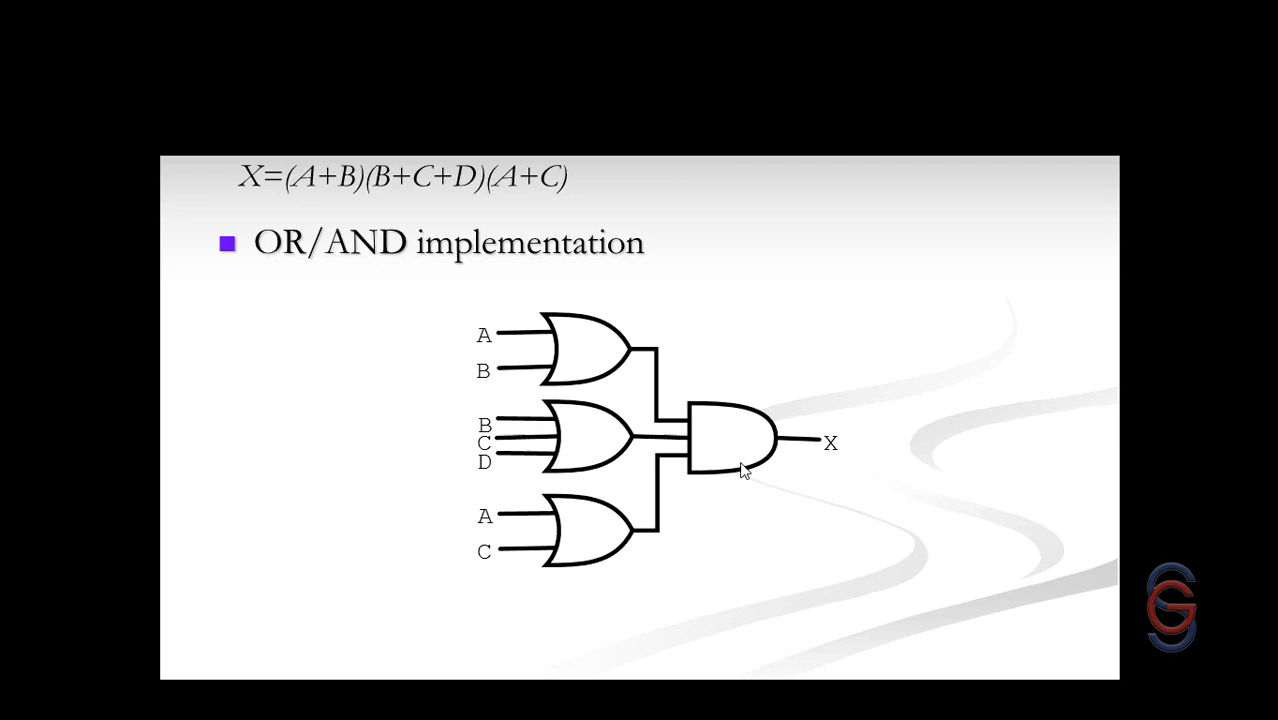 X=(A+B)(B+C+D)(A+C)
OR/AND implementation
A
B
B
C
D
A
C
X